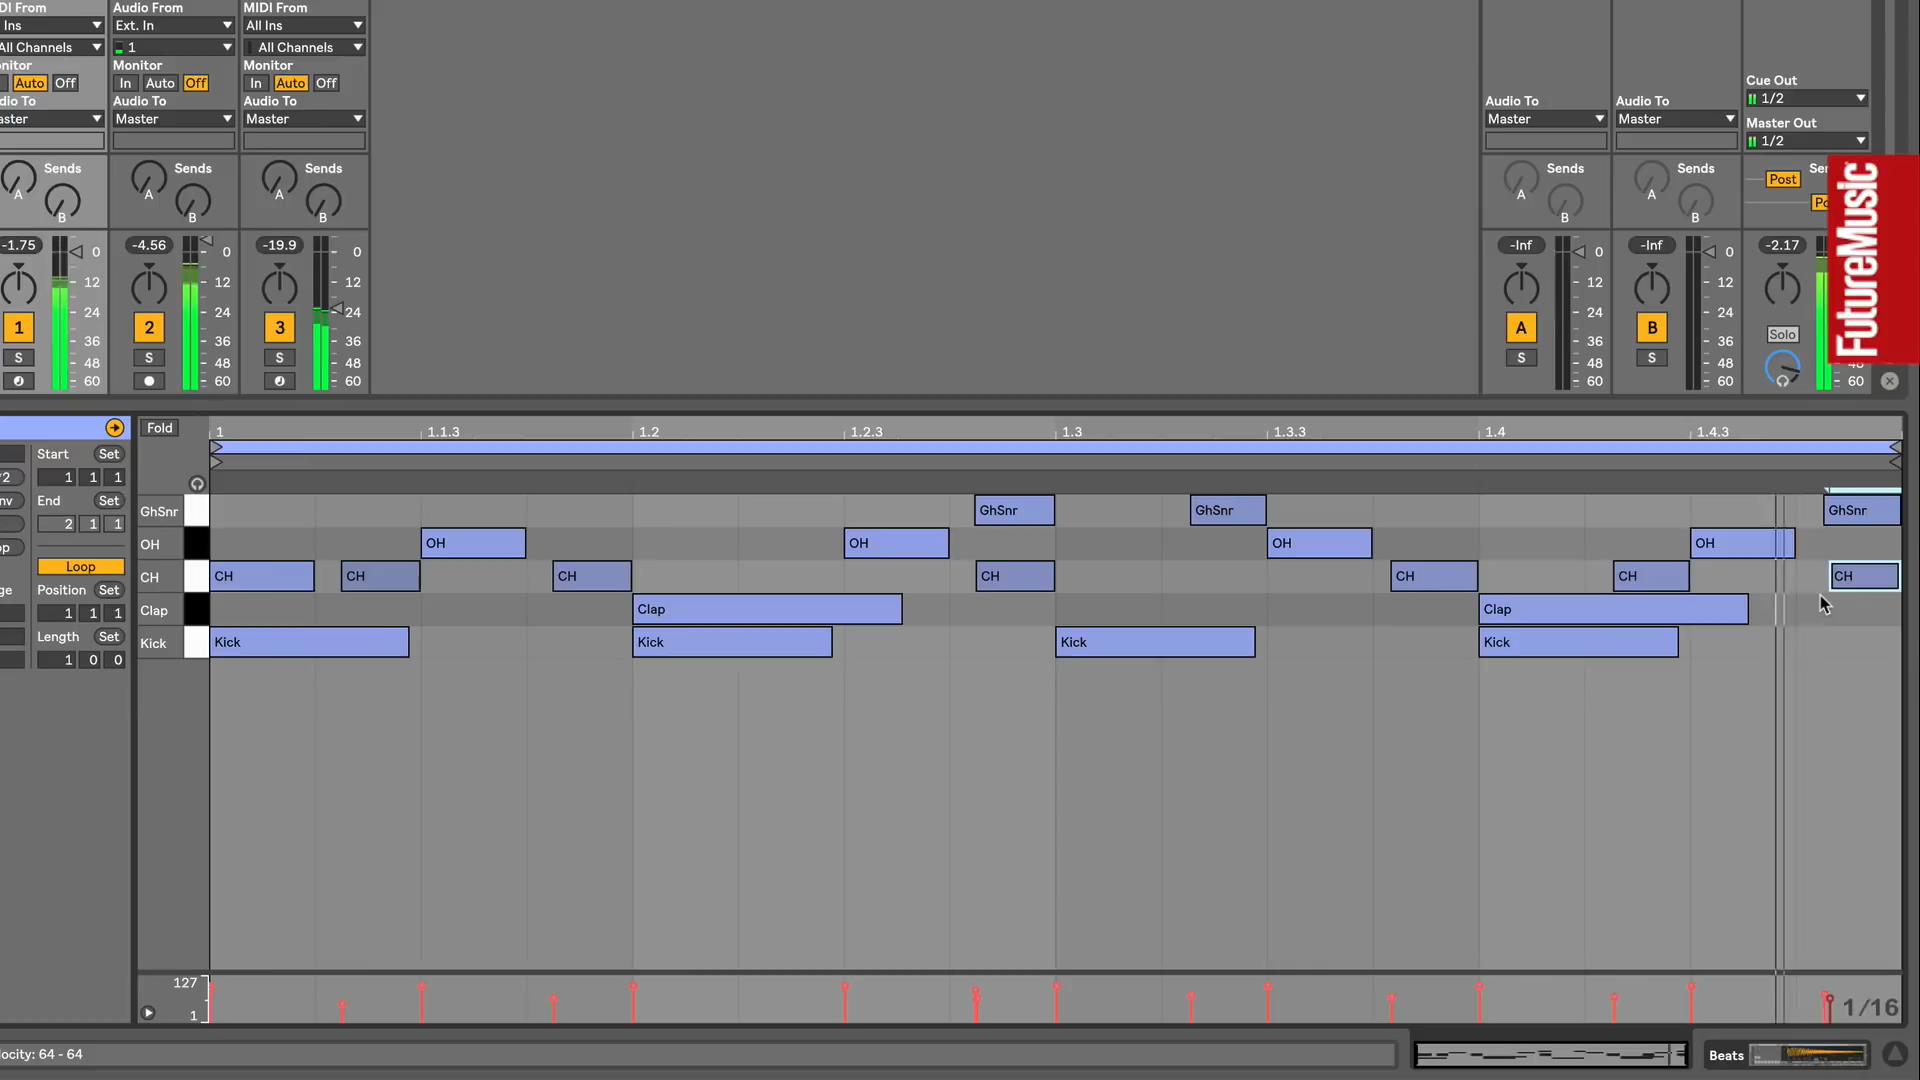 DI From
Audio From
MIDI From
Ins
Ext. In
All Ins
All Channels
1
All Channels
onitor
Monitor
Monitor
Auto Off
In Auto Off
In Auto Off
dio To
Audio To
Audio To
aster
Master
Master
Audio To
Master
Audio To
Master
Cue Out
1/2
Master Out
1/2
Sends
A
B
Sends
A
B
Sends
A
B
Sends
A
B
Sends
A
B
Post
-1.75
0
12
24
36
48
60
1
S
-4.56
0
12
24
36
48
60
2
S
-19.9
0
12
24
36
48
60
3
S
-Inf
0
12
24
36
48
60
A
S
-Inf
0
12
24
36
48
60
B
S
-2.17
Solo
60
FutureMusic
Start Set
1 1 1
End Set
2 1 1
Loop
Position Set
1 1 1
Length Set
1 0 0
Fold
1 1.1.3 1.2 1.2.3 1.3 1.3.3 1.4 1.4.3
GhSnr GhSnr GhSnr GhSnr
OH OH OH OH OH
CH CH CH CH CH CH CH CH
Clap Clap Clap
Kick Kick Kick Kick Kick
127
1
1/16
ocity: 64 - 64
Beats